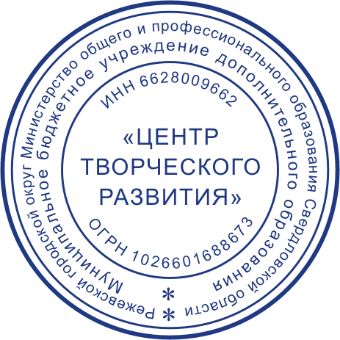 Режевской городской округ Министерство общего и профессионального образования Свердловской области
Муниципальное бюджетное учреждение дополнительного образования
ИНН 6628009662
«ЦЕНТР
ТВОРЧЕСКОГО
РАЗВИТИЯ»
ОГРН 1026601688673